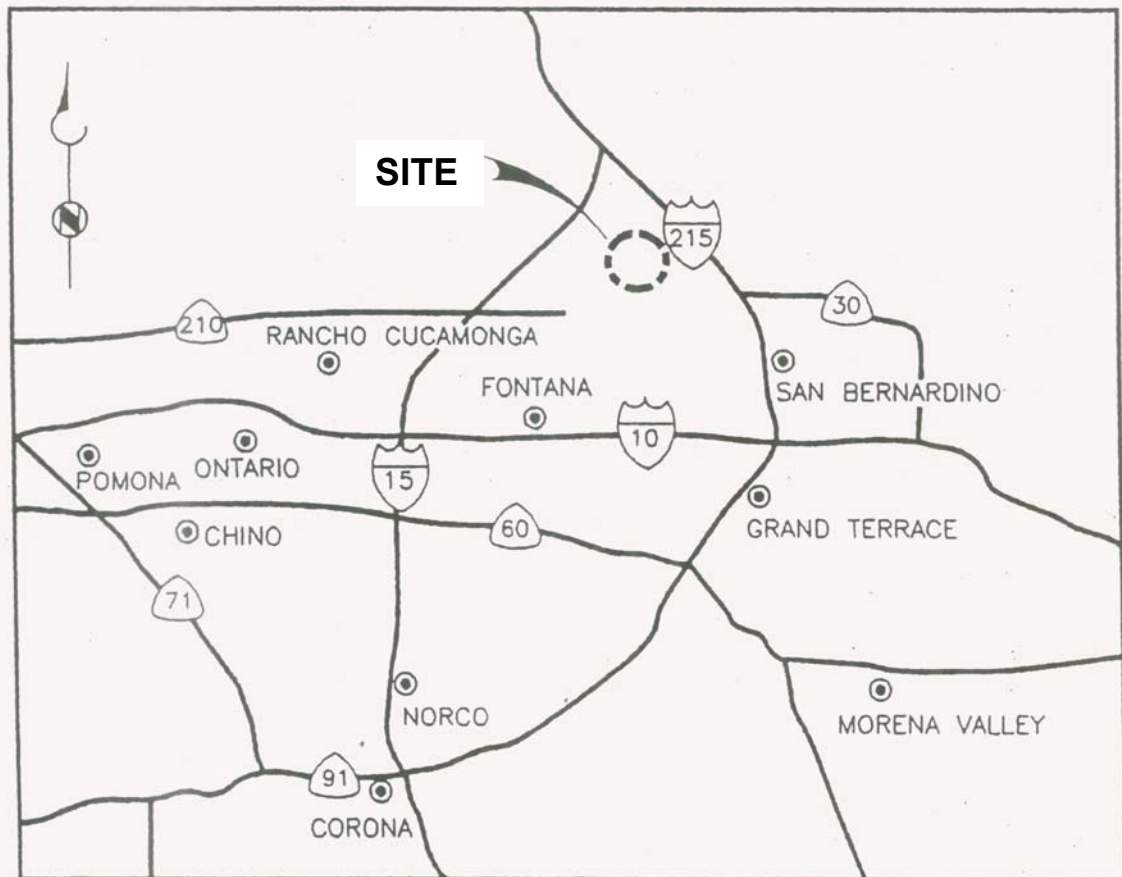 N
SITE
215
210
30
RANCHO CUCAMONGA
FONTANA
SAN BERNARDINO
10
POMONA
ONTARIO
15
GRAND TERRACE
CHINO
60
71
NORCO
MORENA VALLEY
91
CORONA